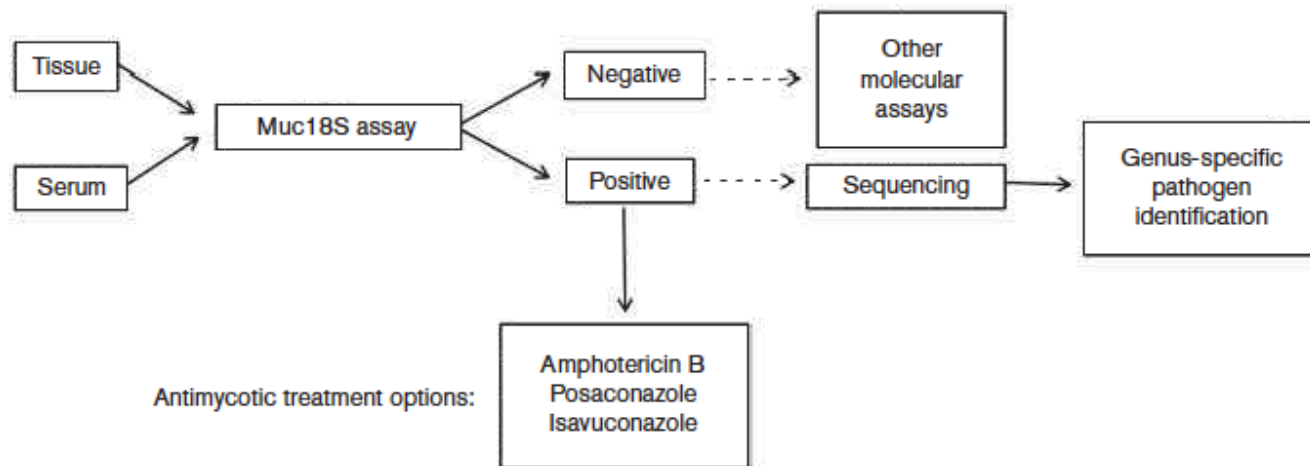 Tissue
Serum
Muc18S assay
Negative
Positive
Other
molecular
assays
Sequencing
Genus-specific
pathogen
identification
Antimycotic treatment options:
Amphotericin B
Posaconazole
Isavuconazole